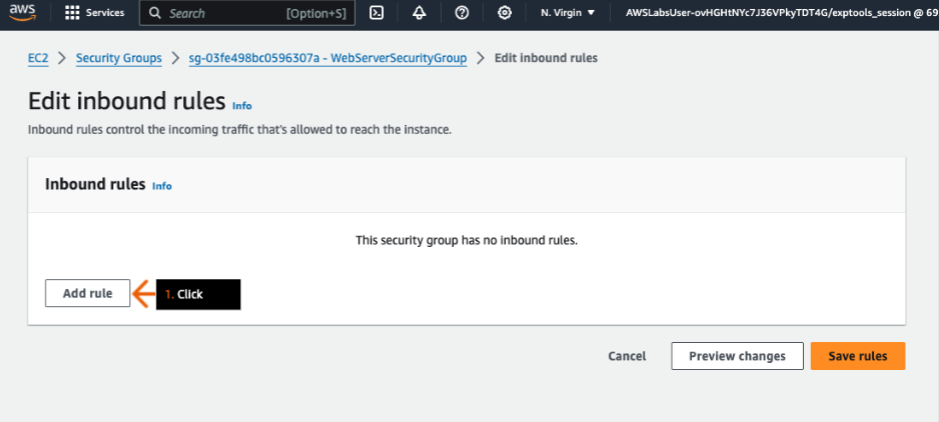 aws Services Search [Option+S] N. Virgin AWSLabsUser-ovHGHtNYc7J36VPkyTDT4G/exptools_session @ 69
EC2 > Security Groups > sg-03fe498bc0596307a - WebServerSecurityGroup > Edit inbound rules
Edit inbound rules Info
Inbound rules control the incoming traffic that's allowed to reach the instance.
Inbound rules Info
This security group has no inbound rules.
Add rule 1. Click
Cancel Preview changes Save rules